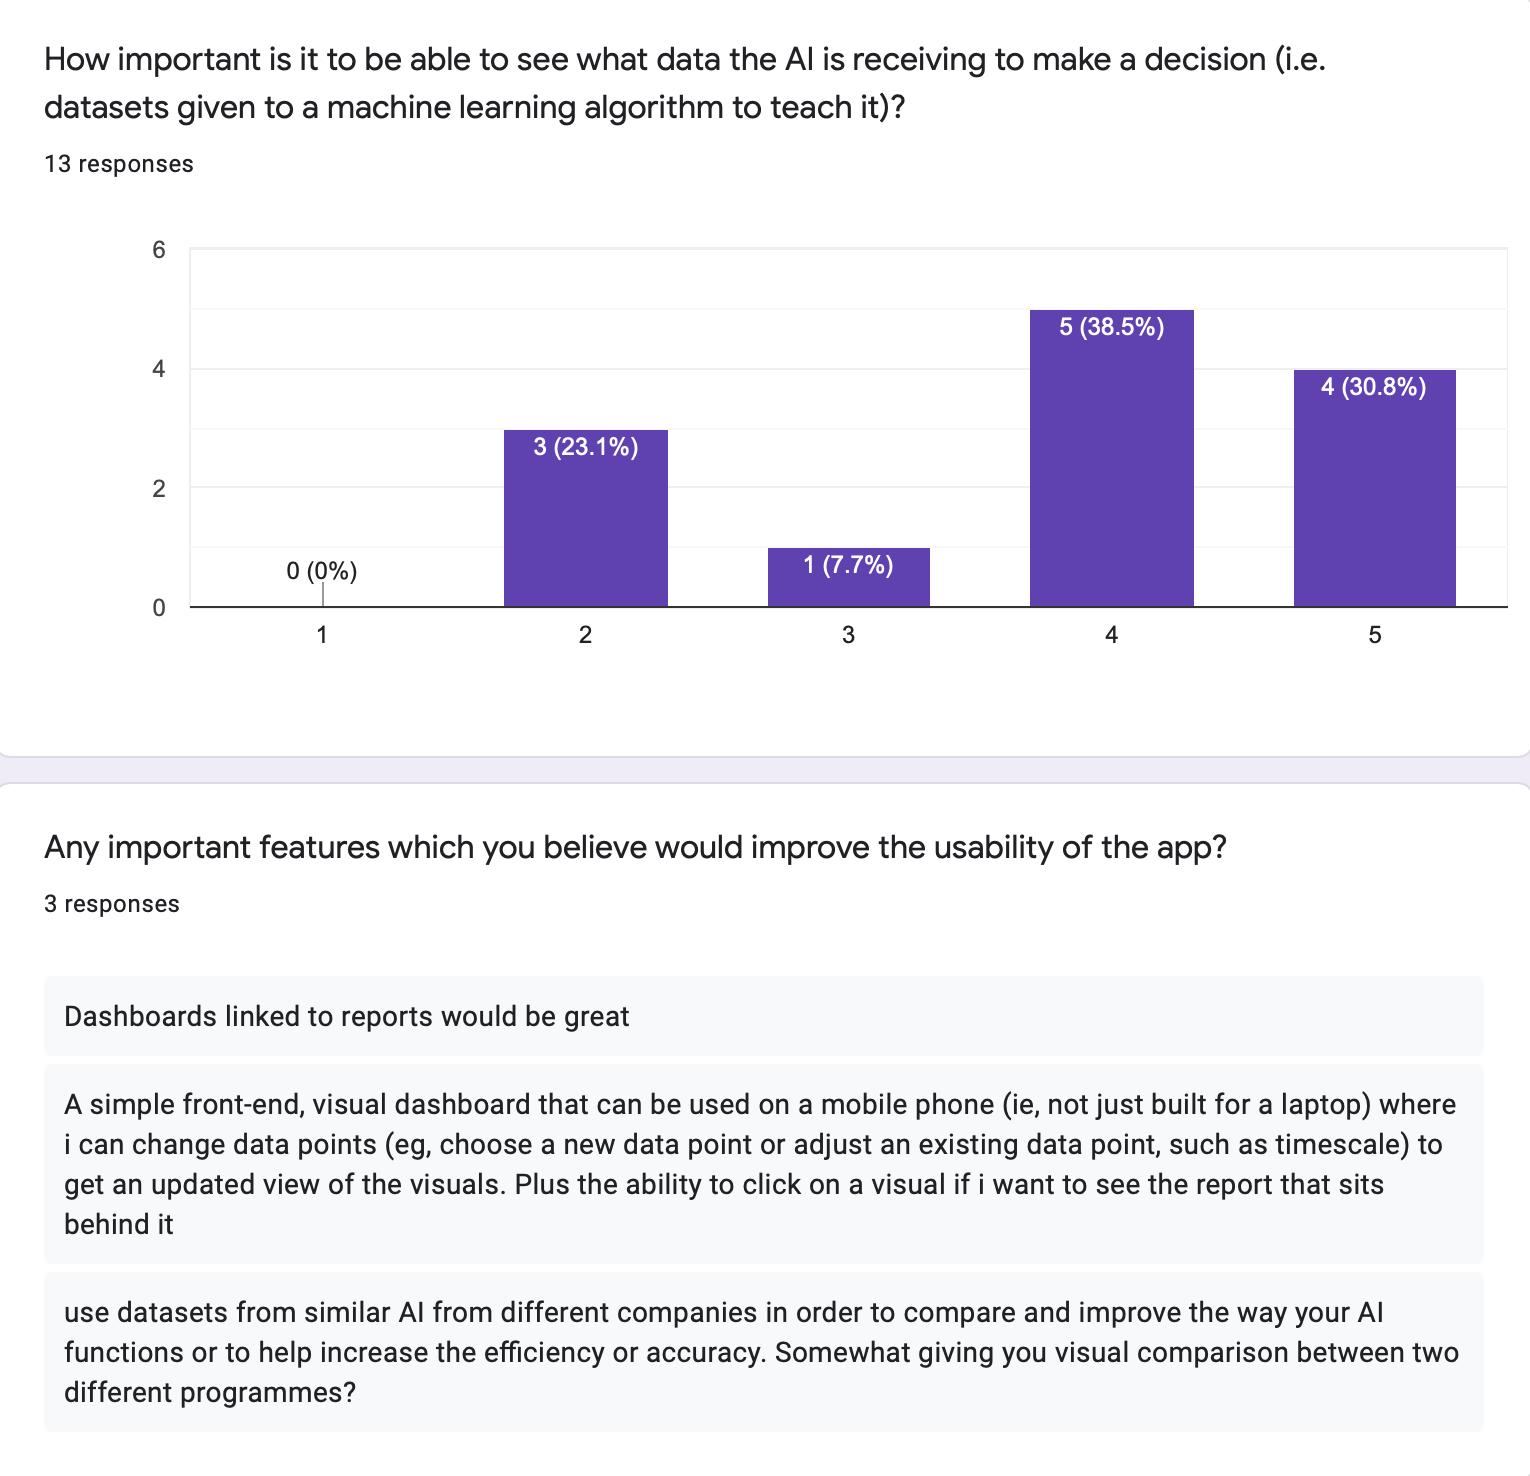 How important is it to be able to see what data the AI is receiving to make a decision (i.e.
datasets given to a machine learning algorithm to teach it)?
13 responses
6
4
2
0
0 (0%)
3 (23.1%)
1 (7.7%)
5 (38.5%)
4 (30.8%)
1
2
3
4
5
Any important features which you believe would improve the usability of the app?
3 responses
Dashboards linked to reports would be great
A simple front-end, visual dashboard that can be used on a mobile phone (ie, not just built for a laptop) where
i can change data points (eg, choose a new data point or adjust an existing data point, such as timescale) to
get an updated view of the visuals. Plus the ability to click on a visual if i want to see the report that sits
behind it
use datasets from similar AI from different companies in order to compare and improve the way your AI
functions or to help increase the efficiency or accuracy. Somewhat giving you visual comparison between two
different programmes?